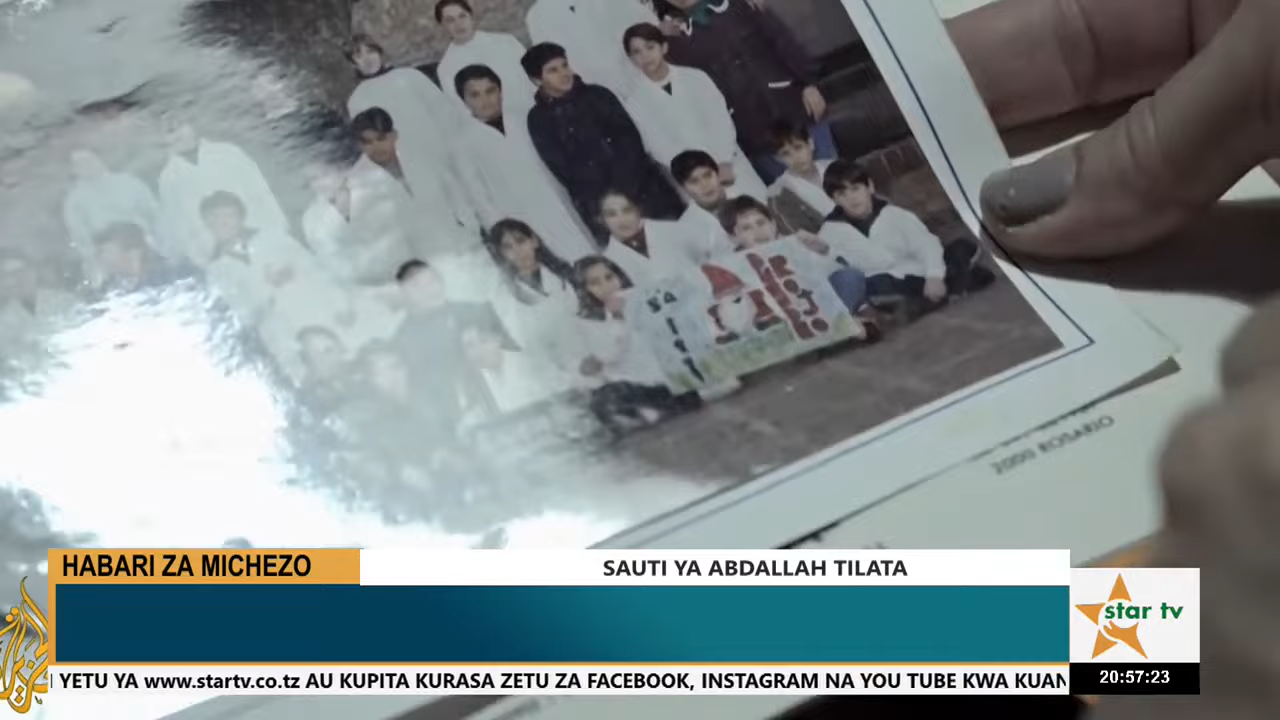 2000 ROSARIO
HABARI ZA MICHEZO
SAUTI YA ABDALLAH TILATA
star tv
YETU YA www.startv.co.tz AU KUPITA KURASA ZETU ZA FACEBOOK, INSTAGRAM NA YOU TUBE KWA KUAN
20:57:23